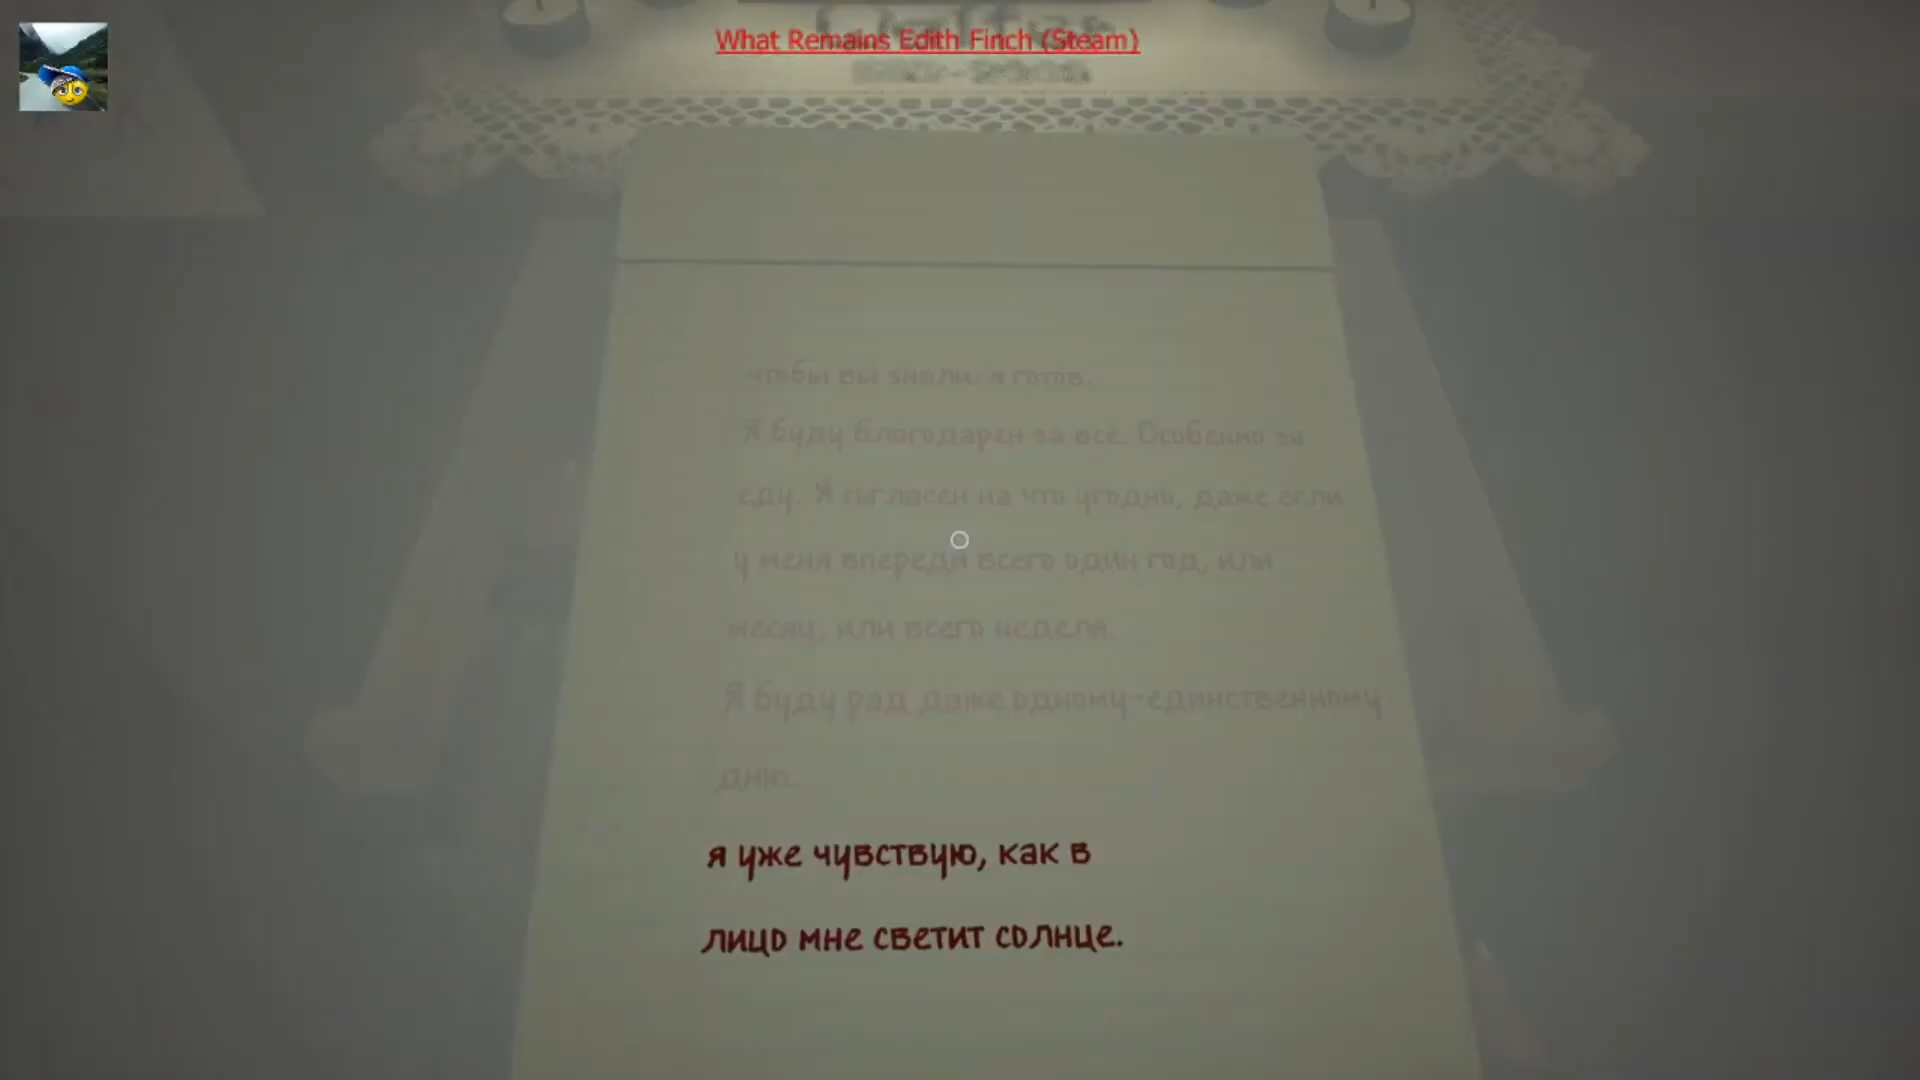 What Remains Edith Finch (Steam)
чтобы вы знали: я готов.
Я буду благодарен за всё. Особенно за
еду. Я согласен на что угодно, даже если
у меня впереди всего один год, или
месяц, или всего неделя.
Я буду рад даже одному-единственному
дню.
я уже чувствую, как в
лицо мне светит солнце.